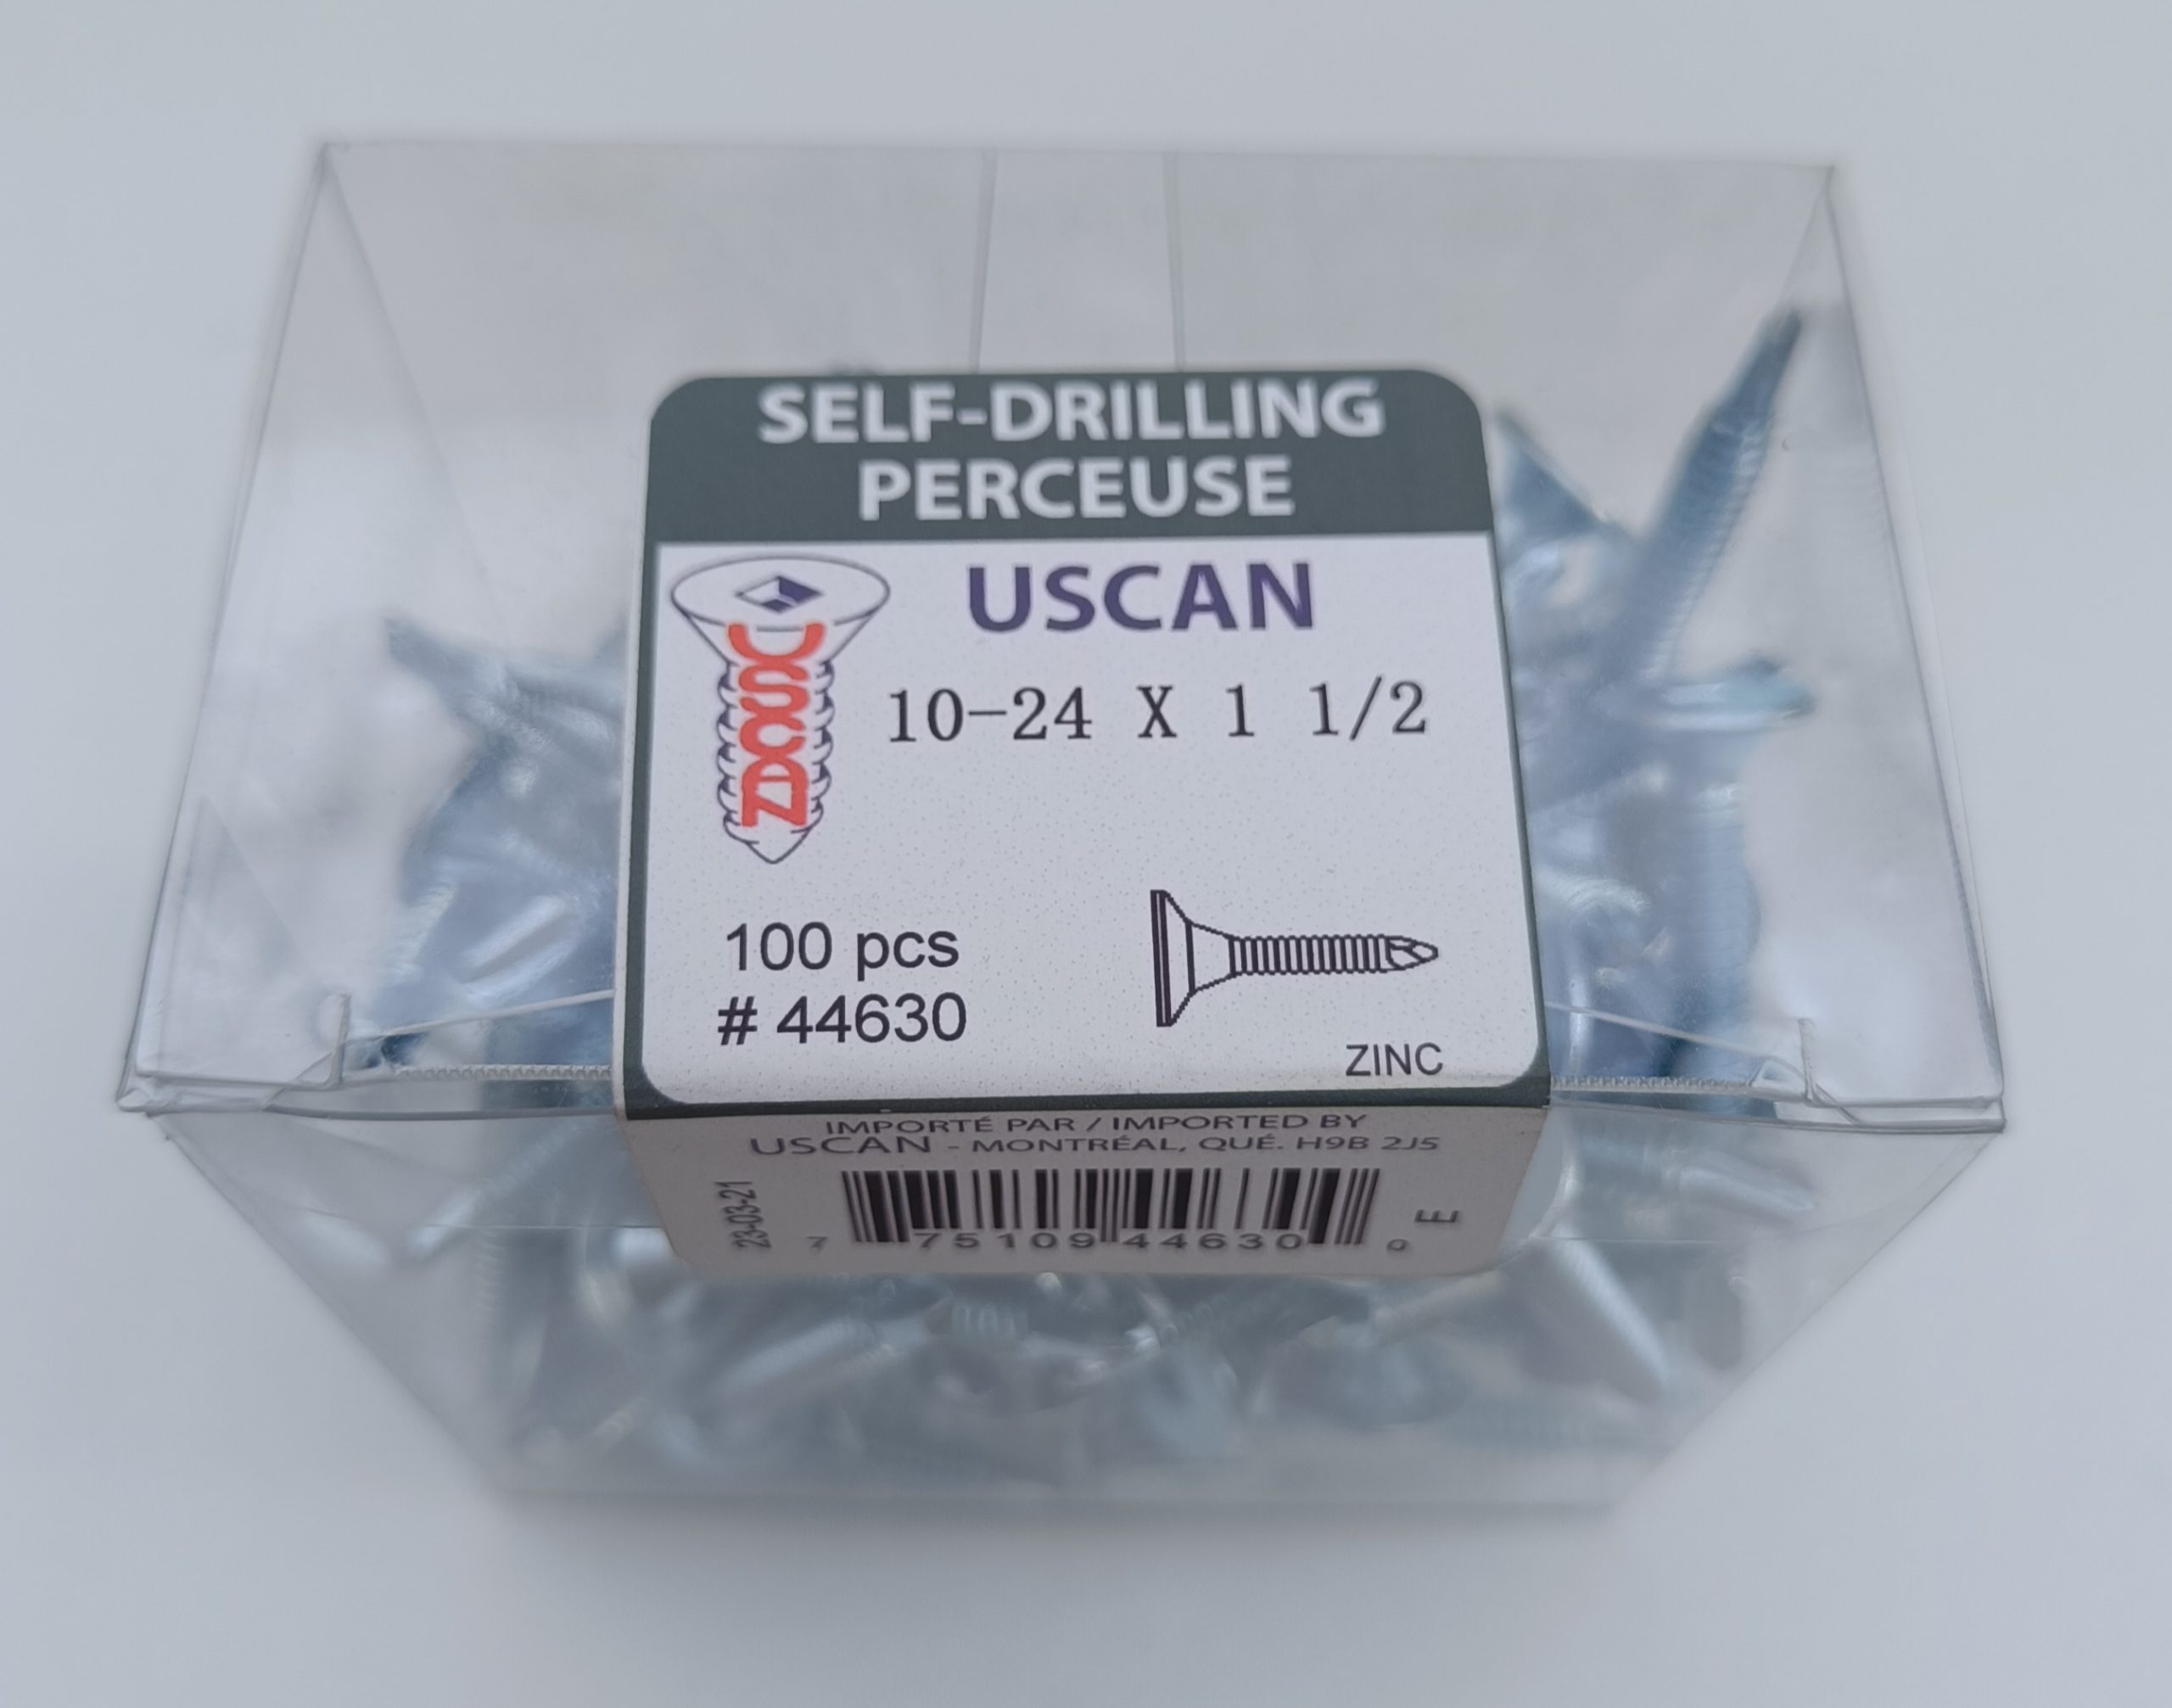 SELF-DRILLING
PERCEUSE
USCAN
USCAN
10-24 X 1 1/2
100 pcs
# 44630
ZINC
IMPORTÉ PAR / IMPORTED BY
USCAN - MONTRÉAL, QUÉ. H9B 2J5
23-03-21
7 75109 44630 0
E